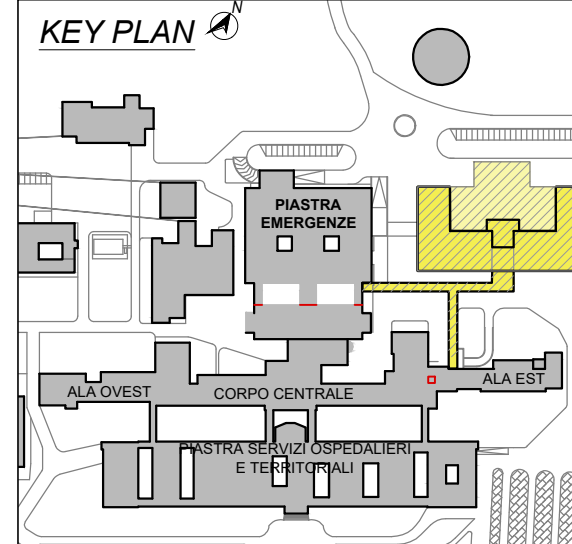 KEY PLAN
N
PIASTRA
EMERGENZE
ALA OVEST
CORPO CENTRALE
ALA EST
PIASTRA SERVIZI OSPEDALIERI
E TERRITORIALI